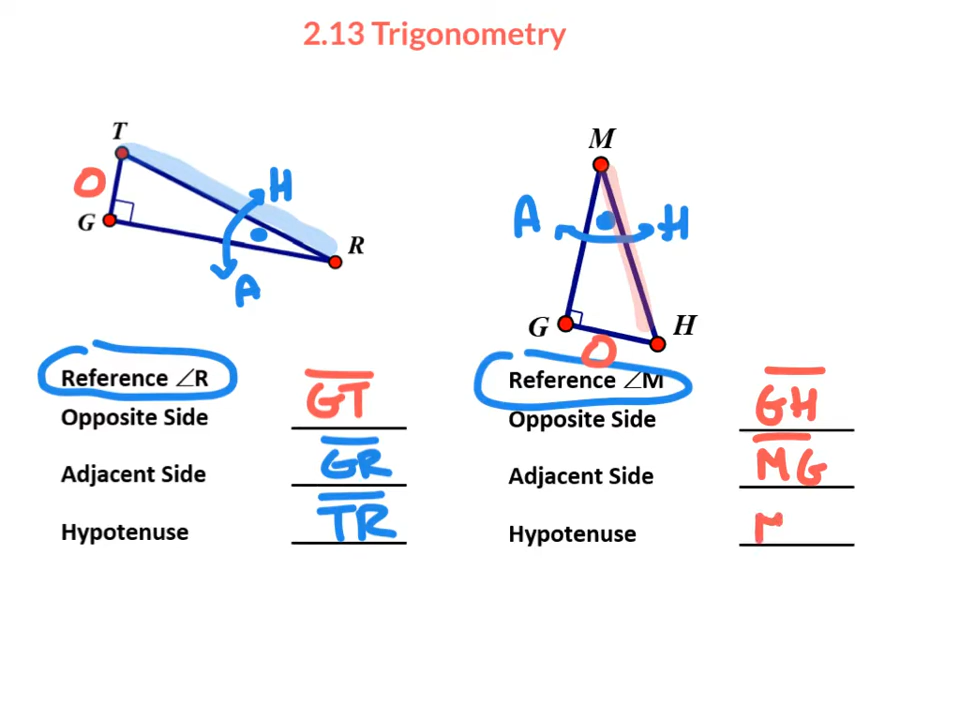 2.13 Trigonometry
T
O
G
H
R
A
M
A
H
G
H
O
Reference ∠R
Opposite Side GT
Adjacent Side GR
Hypotenuse TR
Reference ∠M
Opposite Side GH
Adjacent Side MG
Hypotenuse